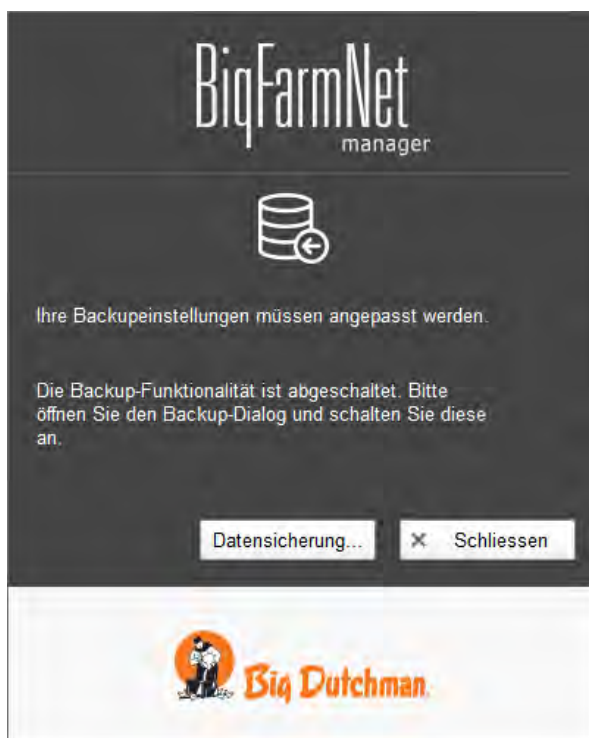 BigFarmNet
manager
Ihre Backupeinstellungen müssen angepasst werden.
Die Backup-Funktionalität ist abgeschaltet. Bitte
öffnen Sie den Backup-Dialog und schalten Sie diese
an.
Datensicherung...
Schliessen
Big Dutchman